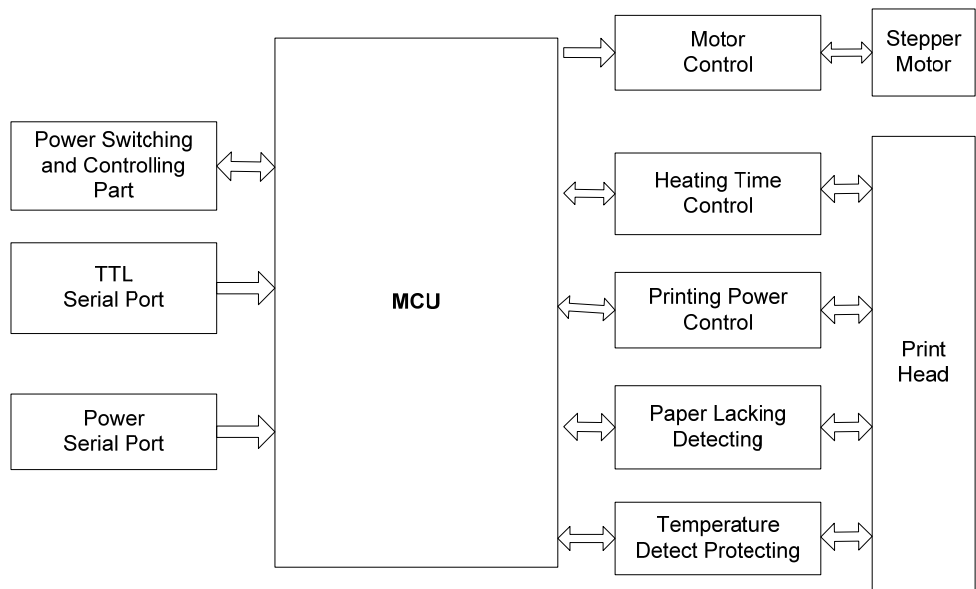 Power Switching
and Controlling
Part
TTL
Serial Port
Power
Serial Port
MCU
Motor
Control
Stepper
Motor
Heating Time
Control
Printing Power
Control
Paper Lacking
Detecting
Temperature
Detect Protecting
Print
Head